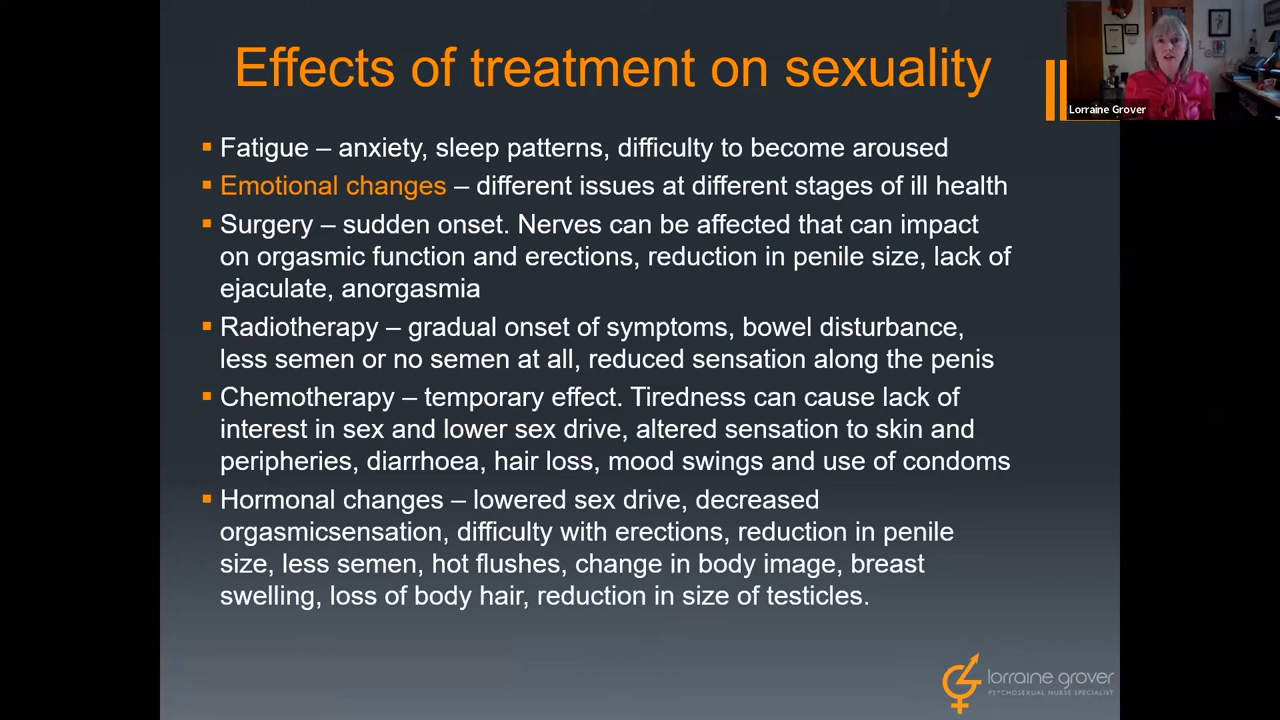 Effects of treatment on sexuality
Lorraine Grover
Fatigue – anxiety, sleep patterns, difficulty to become aroused
Emotional changes – different issues at different stages of ill health
Surgery – sudden onset. Nerves can be affected that can impact
on orgasmic function and erections, reduction in penile size, lack of
ejaculate, anorgasmia
Radiotherapy – gradual onset of symptoms, bowel disturbance,
less semen or no semen at all, reduced sensation along the penis
Chemotherapy – temporary effect. Tiredness can cause lack of
interest in sex and lower sex drive, altered sensation to skin and
peripheries, diarrhoea, hair loss, mood swings and use of condoms
Hormonal changes – lowered sex drive, decreased
orgasmicsensation, difficulty with erections, reduction in penile
size, less semen, hot flushes, change in body image, breast
swelling, loss of body hair, reduction in size of testicles.
lorraine grover
PSYCHOSEXUAL NURSE SPECIALIST